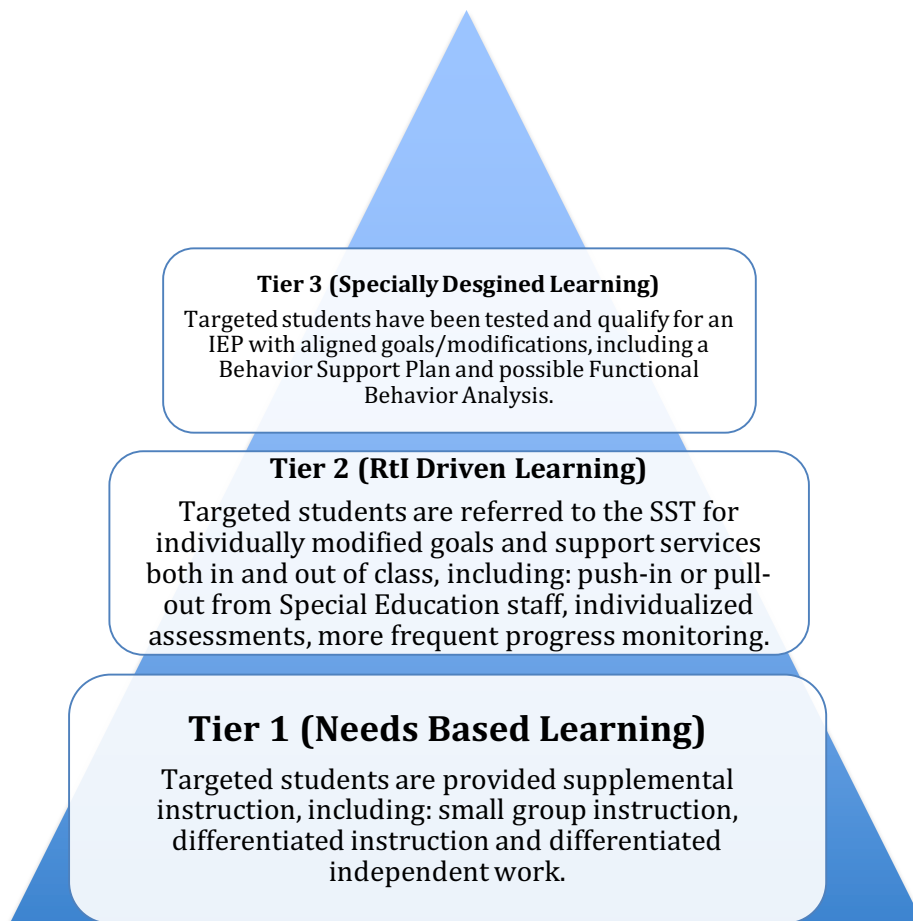 Tier 3 (Specially Desgined Learning)
Targeted students have been tested and qualify for an
IEP with aligned goals/modifications, including a
Behavior Support Plan and possible Functional
Behavior Analysis.
Tier 2 (RtI Driven Learning)
Targeted students are referred to the SST for
individually modified goals and support services
both in and out of class, including: push-in or pull-
out from Special Education staff, individualized
assessments, more frequent progress monitoring.
Tier 1 (Needs Based Learning)
Targeted students are provided supplemental
instruction, including: small group instruction,
differentiated instruction and differentiated
independent work.